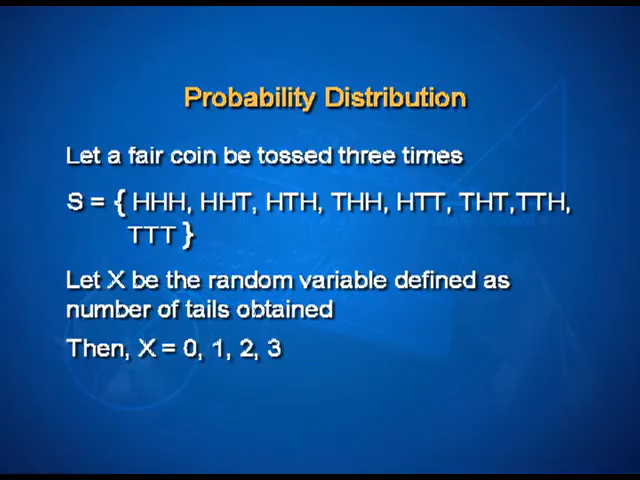 Probability Distribution
Let a fair coin be tossed three times
S = { HHH, HHT, HTH, THH, HTT, THT,TTH,
TTT }
Let X be the random variable defined as
number of tails obtained
Then, X = 0, 1, 2, 3